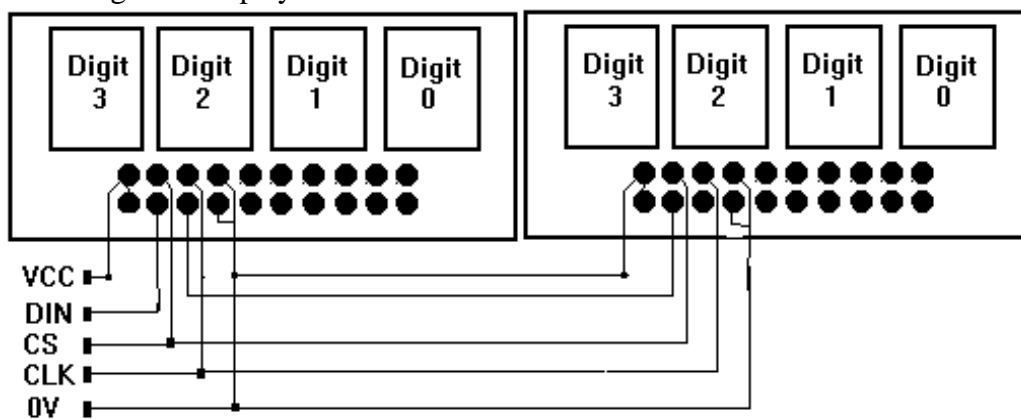 Digit 3
Digit 2
Digit 1
Digit 0
Digit 3
Digit 2
Digit 1
Digit 0
VCC
DIN
CS
CLK
0V